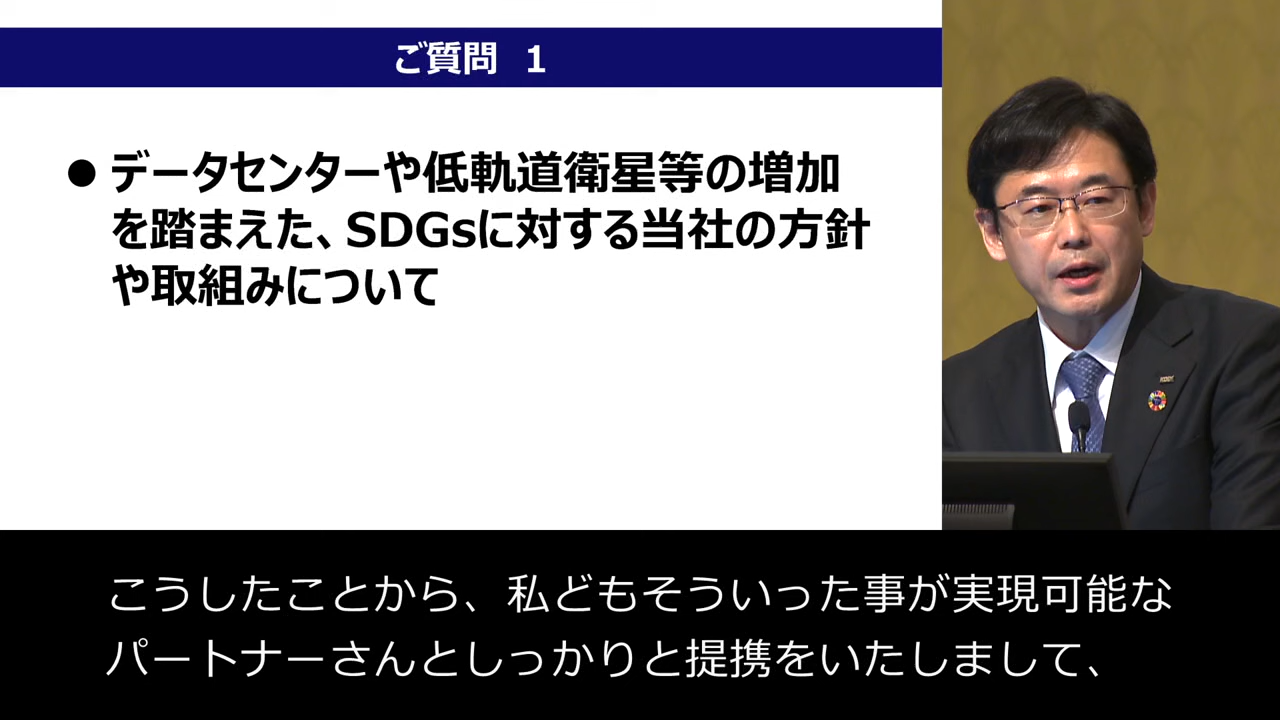 ご質問 1
● データセンターや低軌道衛星等の増加
を踏まえた、SDGsに対する当社の方針
や取組みについて
こうしたことから、私どもそういった事が実現可能な
パートナーさんとしっかりと提携をいたしまして、